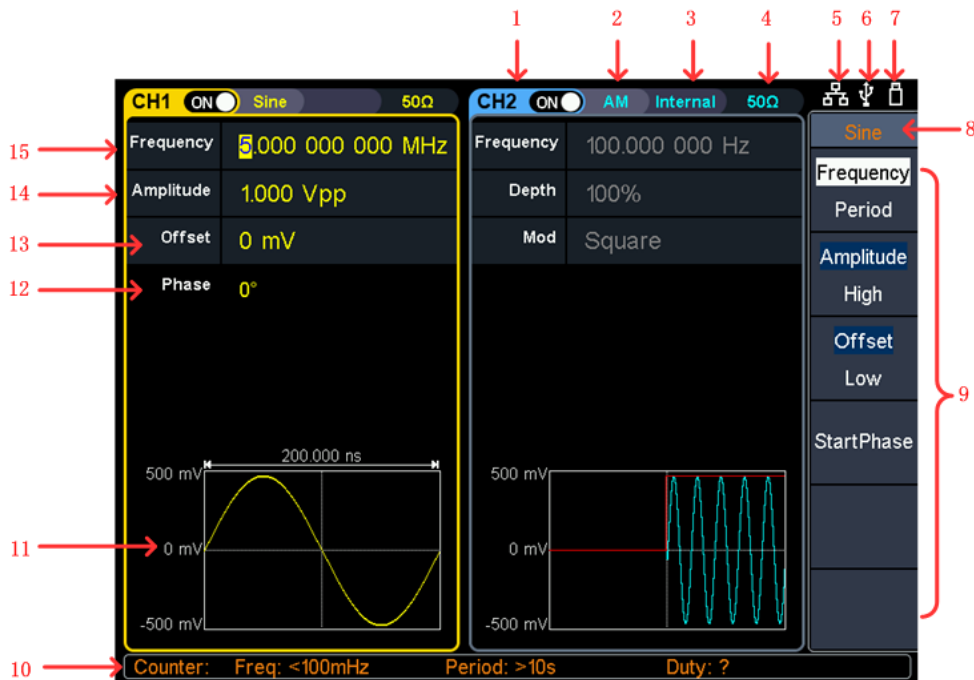 1 2 3 4 5 6 7
CH1 ON Sine 50Ω
CH2 ON AM Internal 50Ω
Sine 8
15 Frequency 5.000 000 000 MHz
Frequency 100.000 000 Hz
Frequency
Period
14 Amplitude 1.000 Vpp
Depth 100%
13 Offset 0 mV
Mod Square
Amplitude
High
12 Phase 0°
Offset
Low
9
StartPhase
200.000 ns
500 mV
500 mV
11 0 mV
0 mV
-500 mV
-500 mV
10 Counter: Freq: <100mHz Period: >10s Duty: ?